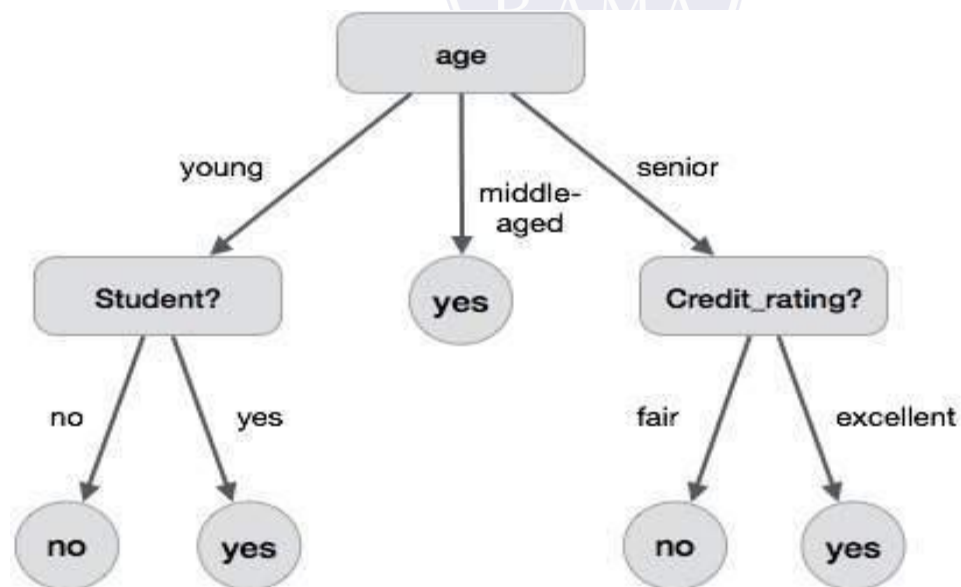 age
young
middle-
aged
senior
Student?
yes
Credit_rating?
no
yes
fair
excellent
no
yes
no
yes